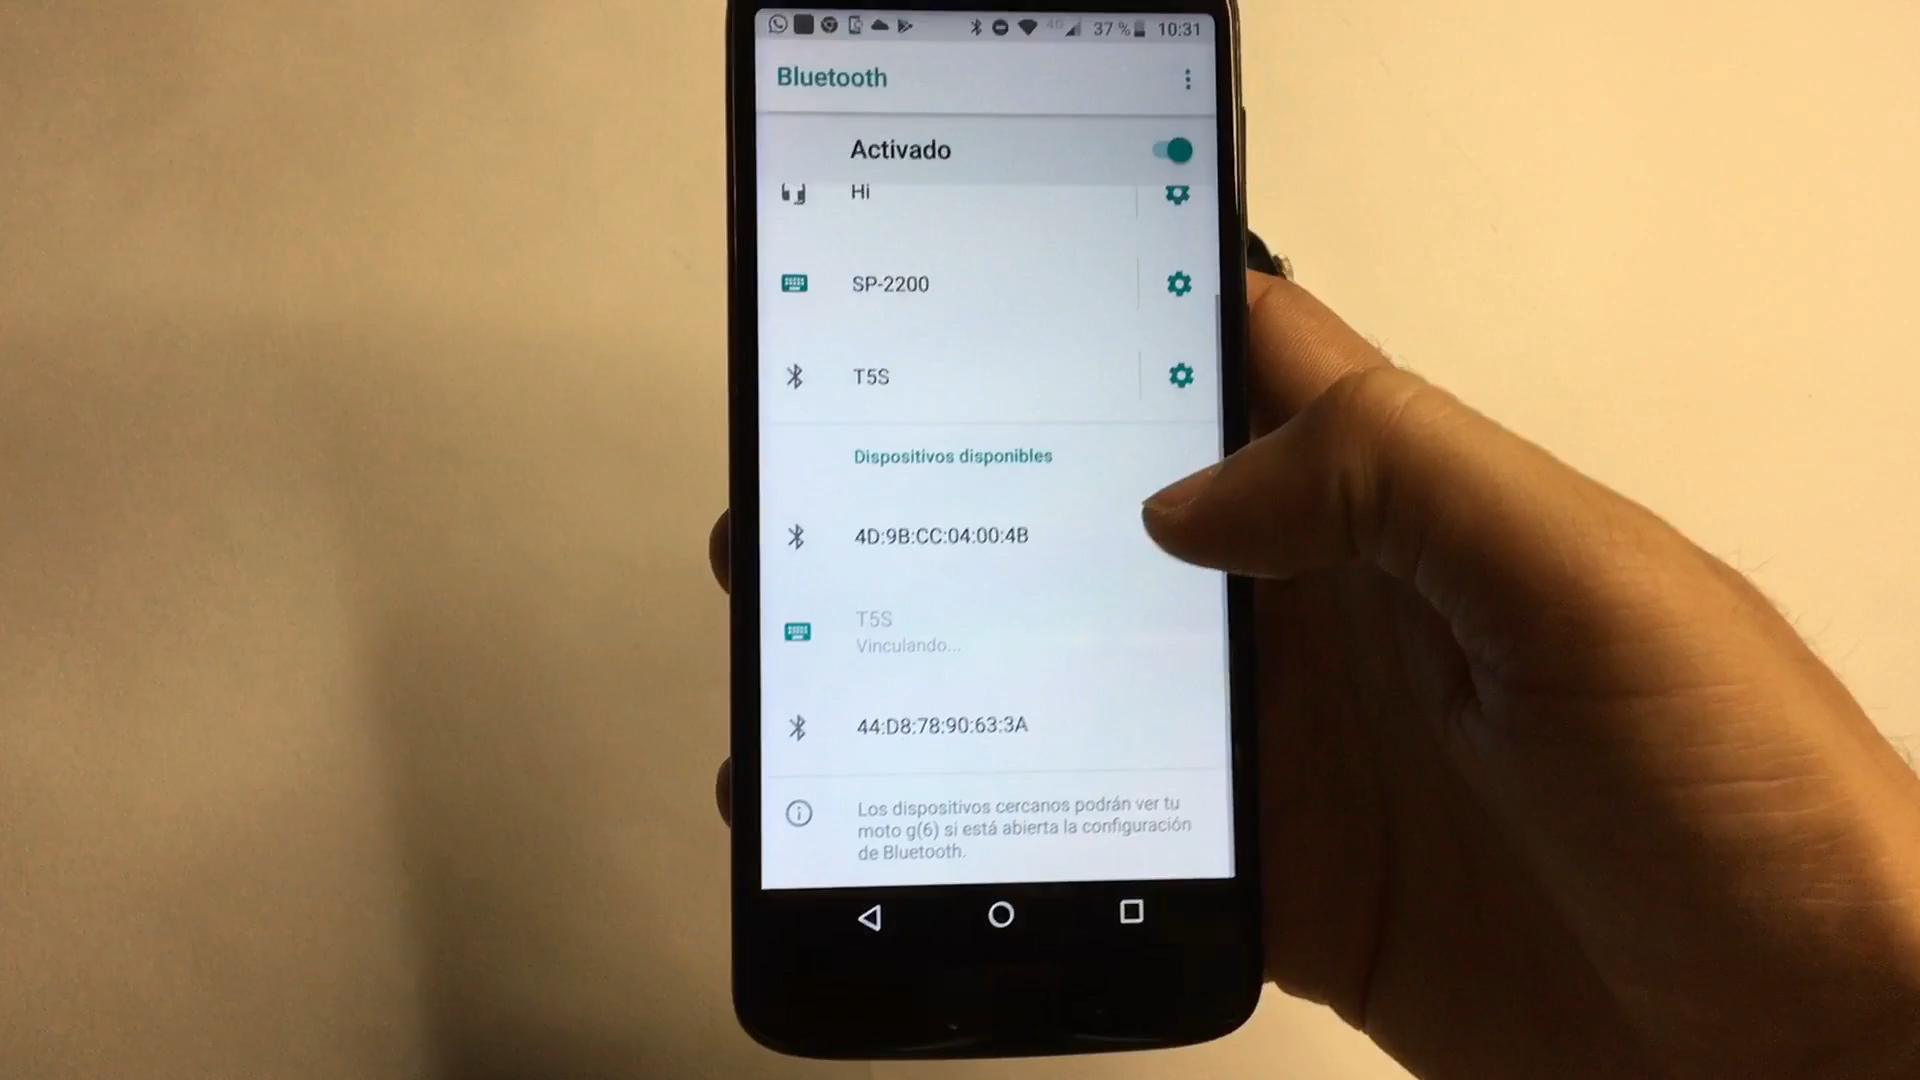 37 % 10:31
Bluetooth
Activado
Hi
SP-2200
T5S
Dispositivos disponibles
4D:9B:CC:04:00:4B
T5S
Vinculando...
44:D8:78:90:63:3A
Los dispositivos cercanos podrán ver tu
moto g(6) si está abierta la configuración
de Bluetooth.